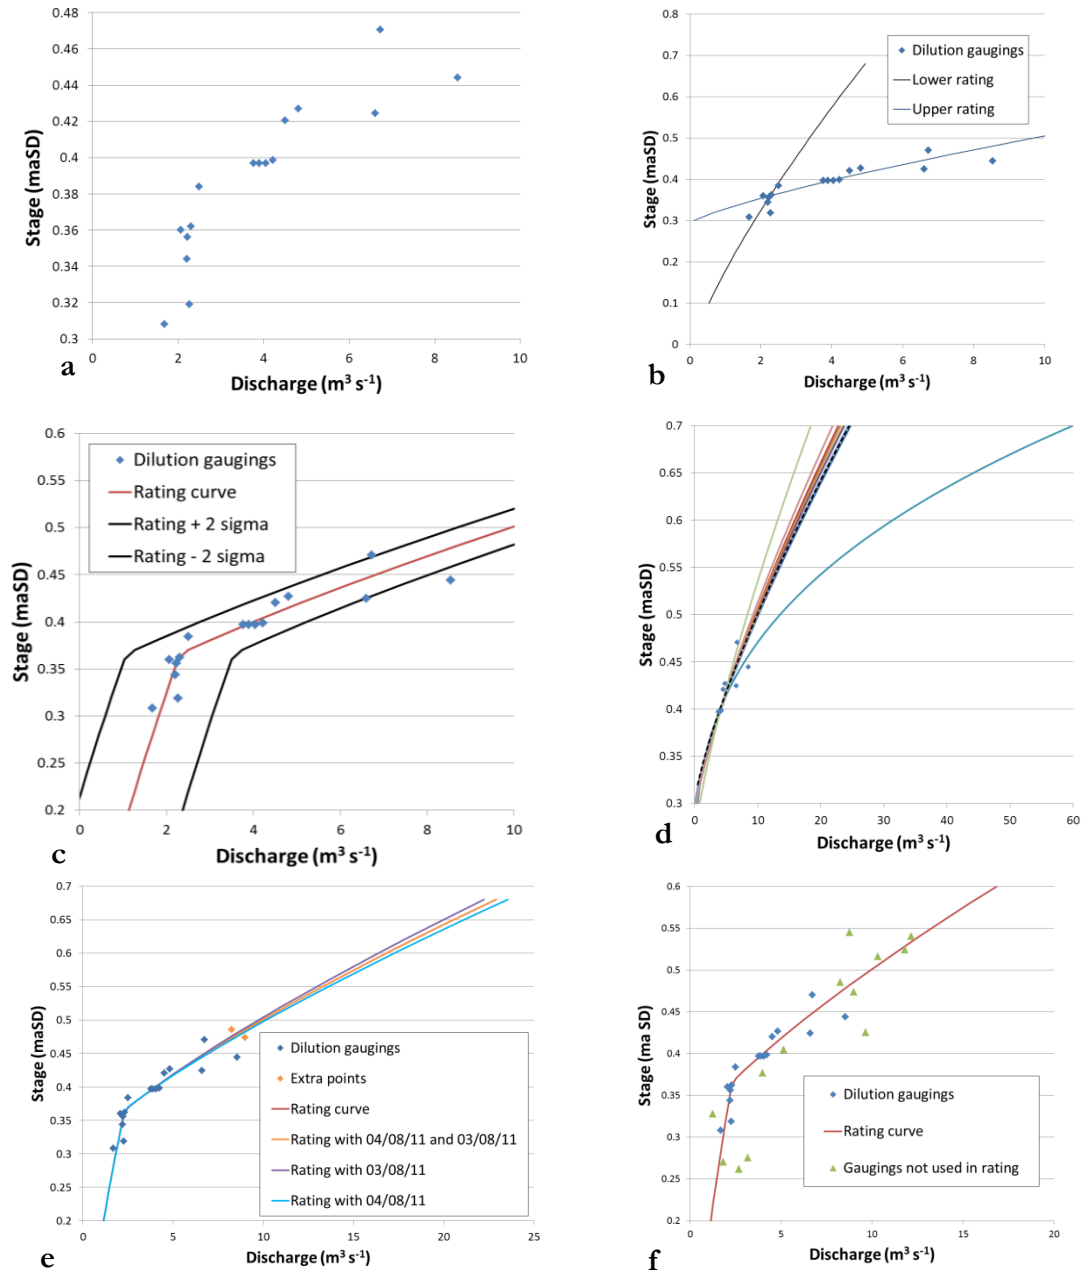 0.48
0.46
0.44
0.42
0.4
0.38
0.36
0.34
0.32
0.3
Stage (maSD)
0 2 4 6 8 10
Discharge (m³ s⁻¹)
a
0.8
0.7
0.6
0.5
0.4
0.3
0.2
0.1
0
Stage (maSD)
Dilution gaugings
Lower rating
Upper rating
0 2 4 6 8 10
Discharge (m³ s⁻¹)
b
0.6
0.55
0.5
0.45
0.4
0.35
0.3
0.25
0.2
Stage (maSD)
Dilution gaugings
Rating curve
Rating + 2 sigma
Rating - 2 sigma
0 2 4 6 8 10
Discharge (m³ s⁻¹)
c
0.7
0.65
0.6
0.55
0.5
0.45
0.4
0.35
0.3
Stage (maSD)
0 10 20 30 40 50 60
Discharge (m³ s⁻¹)
d
0.7
0.65
0.6
0.55
0.5
0.45
0.4
0.35
0.3
0.25
0.2
Stage (maSD)
Dilution gaugings
Extra points
Rating curve
Rating with 04/08/11 and 03/08/11
Rating with 03/08/11
Rating with 04/08/11
0 5 10 15 20 25
Discharge (m³ s⁻¹)
e
0.6
0.5
0.4
0.3
0.2
Stage (ma SD)
Dilution gaugings
Rating curve
Gaugings not used in rating
0 5 10 15 20
Discharge (m³ s⁻¹)
f